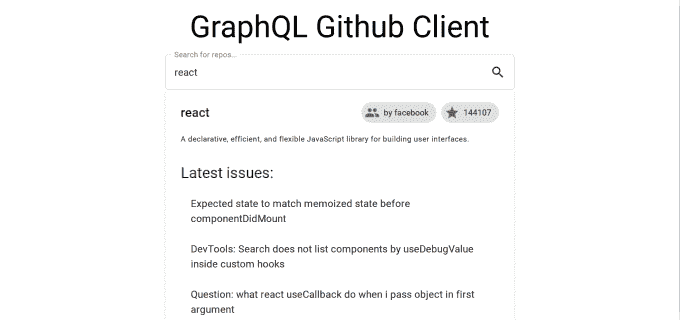 GraphQL Github Client
Search for repos...
react
react
by facebook
144107
A declarative, efficient, and flexible JavaScript library for building user interfaces.
Latest issues:
Expected state to match memoized state before
componentDidMount
DevTools: Search does not list components by useDebugValue
inside custom hooks
Question: what react useCallback do when i pass object in first
argument